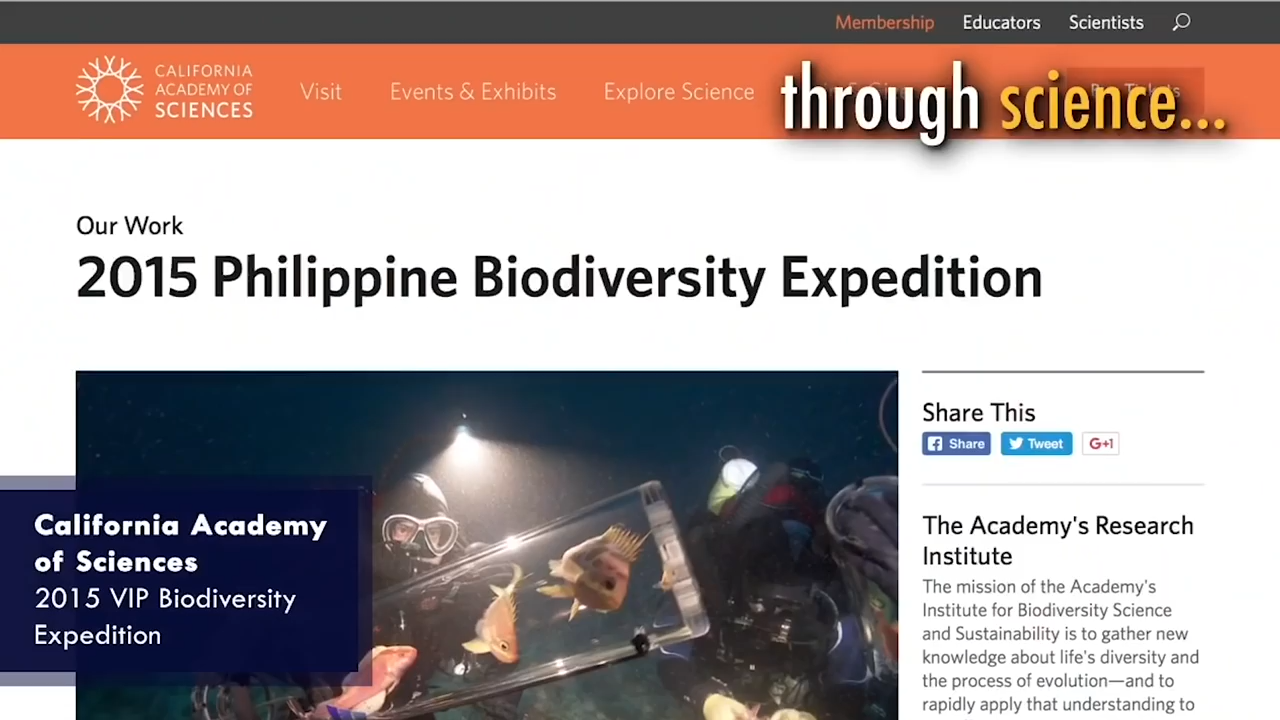 Membership Educators Scientists
CALIFORNIA
ACADEMY OF
SCIENCES
Visit Events & Exhibits Explore Science
through science...
Our Work
2015 Philippine Biodiversity Expedition
Share This
Share Tweet G+1
California Academy
of Sciences
2015 VIP Biodiversity
Expedition
The Academy's Research
Institute
The mission of the Academy's
Institute for Biodiversity Science
and Sustainability is to gather new
knowledge about life's diversity and
the process of evolution—and to
rapidly apply that understanding to